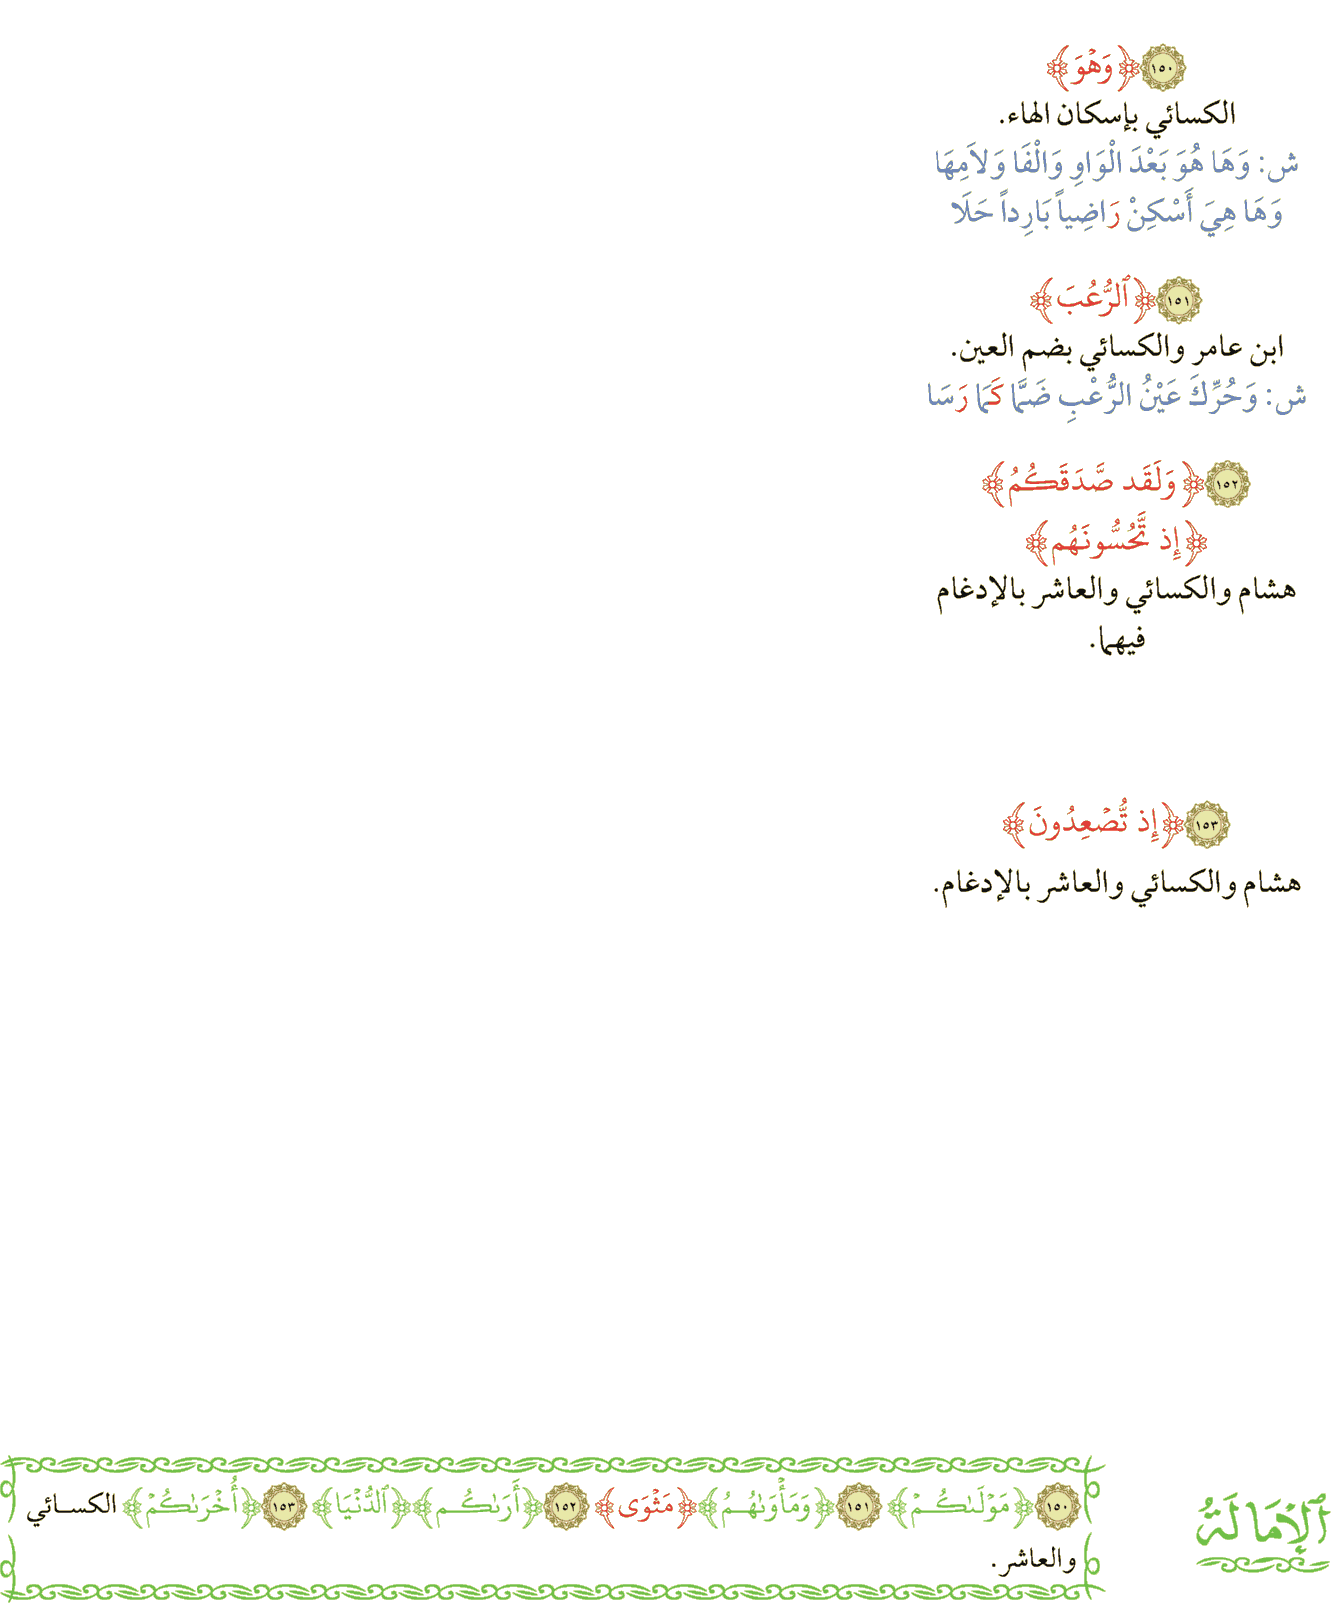 ١٥٠ ﴿وَهْوَ﴾
الكسائي بإسكان الهاء.
ش: وَهَا هُوَ بَعْدَ الْوَاوِ وَالْفَا وَلاَمِهَا
وَهَا هِيَ أَسْكِنْ رَاضِياً بَارِداً حَلَا
١٥١ ﴿ٱلرُّعُبَ﴾
ابن عامر والكسائي بضم العين.
ش: وَحُرِّكَ عَيْنُ الرُّعْبِ ضَمًّا كَمَا رَسَا
١٥٢ ﴿وَلَقَد صَّدَقَكُمُ﴾
﴿إِذ تَّحُسُّونَهُم﴾
هشام والكسائي والعاشر بالإدغام
فيهما.
١٥٣ ﴿إِذ تُّصْعِدُونَ﴾
هشام والكسائي والعاشر بالإدغام.
ٱلْإِمَالَةُ
١٥٠ ﴿مَوْلَىٰكُمْ﴾ ١٥١ ﴿وَمَأْوَىٰهُمُ﴾ ﴿مَثْوَى﴾ ١٥٢ ﴿أَرَىٰكُم﴾ ﴿ٱلدُّنْيَا﴾ ١٥٣ ﴿أُخْرَىٰكُمْ﴾ الكسائي
والعاشر.